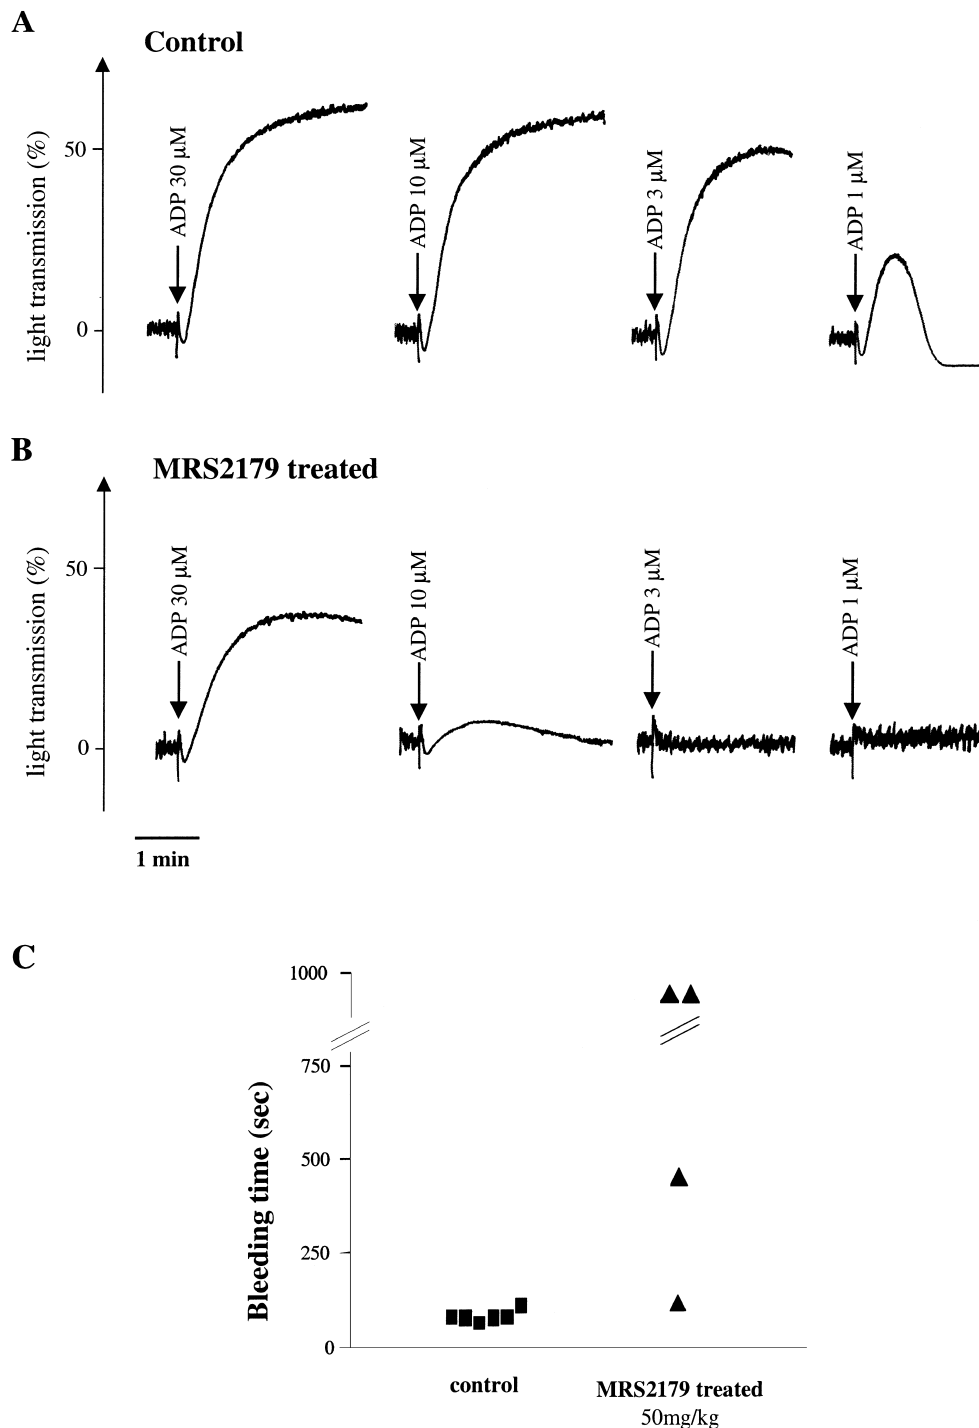 A
Control
light transmission (%)
50
0
ADP 30 μM
ADP 10 μM
ADP 3 μM
ADP 1 μM
B
MRS2179 treated
light transmission (%)
50
0
ADP 30 μM
ADP 10 μM
ADP 3 μM
ADP 1 μM
1 min
C
Bleeding time (sec)
1000
750
500
250
0
control
MRS2179 treated
50mg/kg